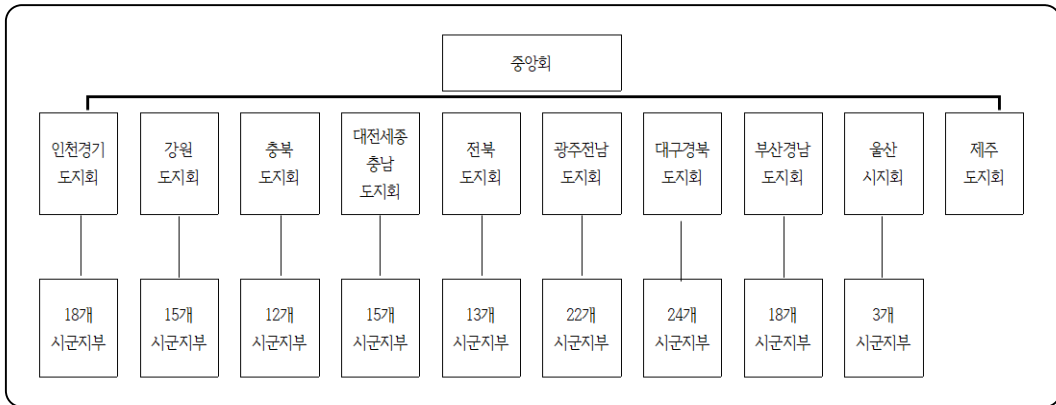 중앙회
인천경기
도지회
강원
도지회
충북
도지회
대전세종
충남
도지회
전북
도지회
광주전남
도지회
대구경북
도지회
부산경남
도지회
울산
시지회
제주
도지회
18개
시군지부
15개
시군지부
12개
시군지부
15개
시군지부
13개
시군지부
22개
시군지부
24개
시군지부
18개
시군지부
3개
시군지부